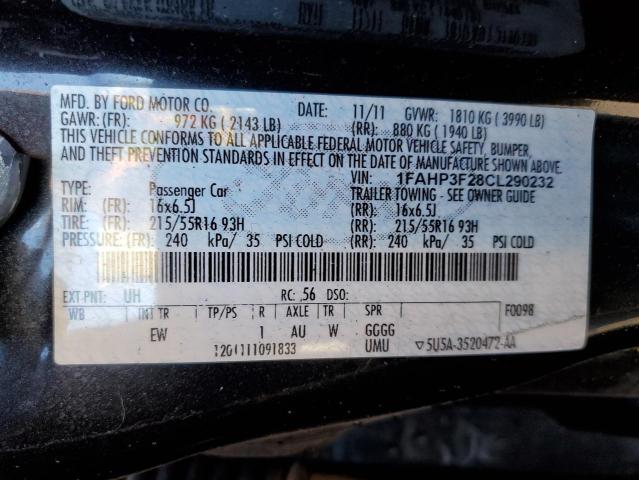 MFD. BY FORD MOTOR CO.
DATE: 11/11 GVWR: 1810 KG ( 3990 LB)
GAWR: (FR): 972 KG ( 2143 LB) (RR): 880 KG ( 1940 LB)
THIS VEHICLE CONFORMS TO ALL APPLICABLE FEDERAL MOTOR VEHICLE SAFETY, BUMPER,
AND THEFT PREVENTION STANDARDS IN EFFECT ON THE DATE OF MANUFACTURE SHOWN ABOVE.
VIN: 1FAHP3F28CL290232
TYPE: Passenger Car TRAILER TOWING - SEE OWNER GUIDE
RIM: (FR): 16x6.5J (RR): 16x6.5J
TIRE: (FR): 215/55R16 93H (RR): 215/55R16 93H
PRESSURE: (FR): 240 kPa/ 35 PSI COLD (RR): 240 kPa/ 35 PSI COLD
EXT PNT: UH RC: 56 DSO:
WB INT TR TP/PS R AXLE TR SPR F0098
EW 1 AU W GGGG
UMU ▽5U5A-3520472-AA